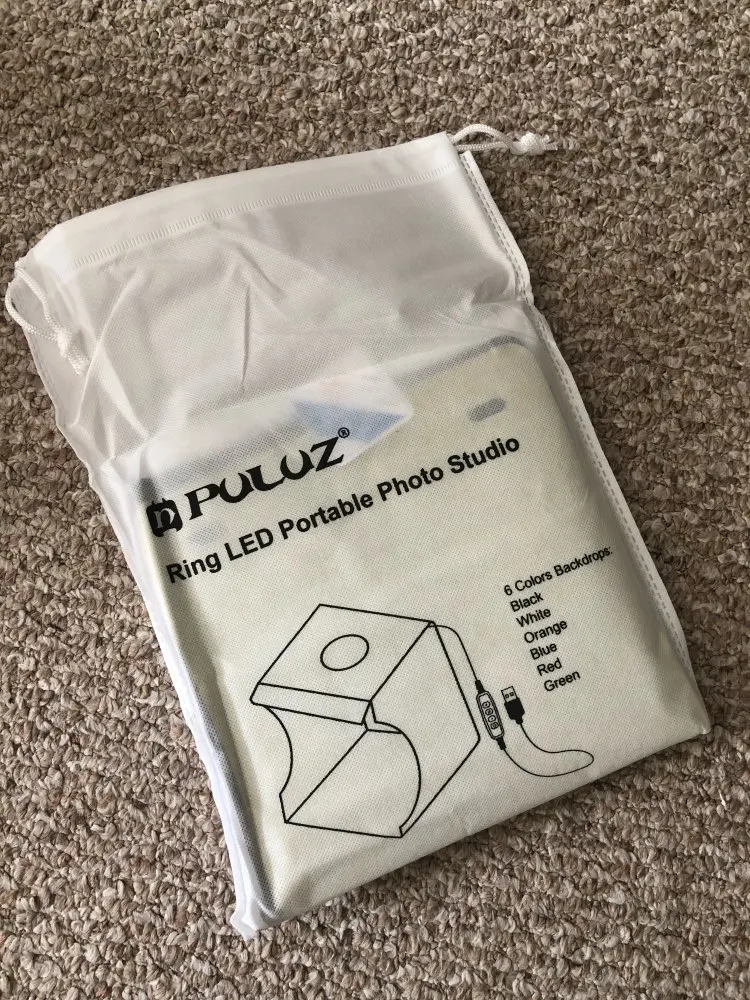 PULUZ®
Ring LED Portable Photo Studio
6 Colors Backdrops:
Black
White
Orange
Blue
Red
Green